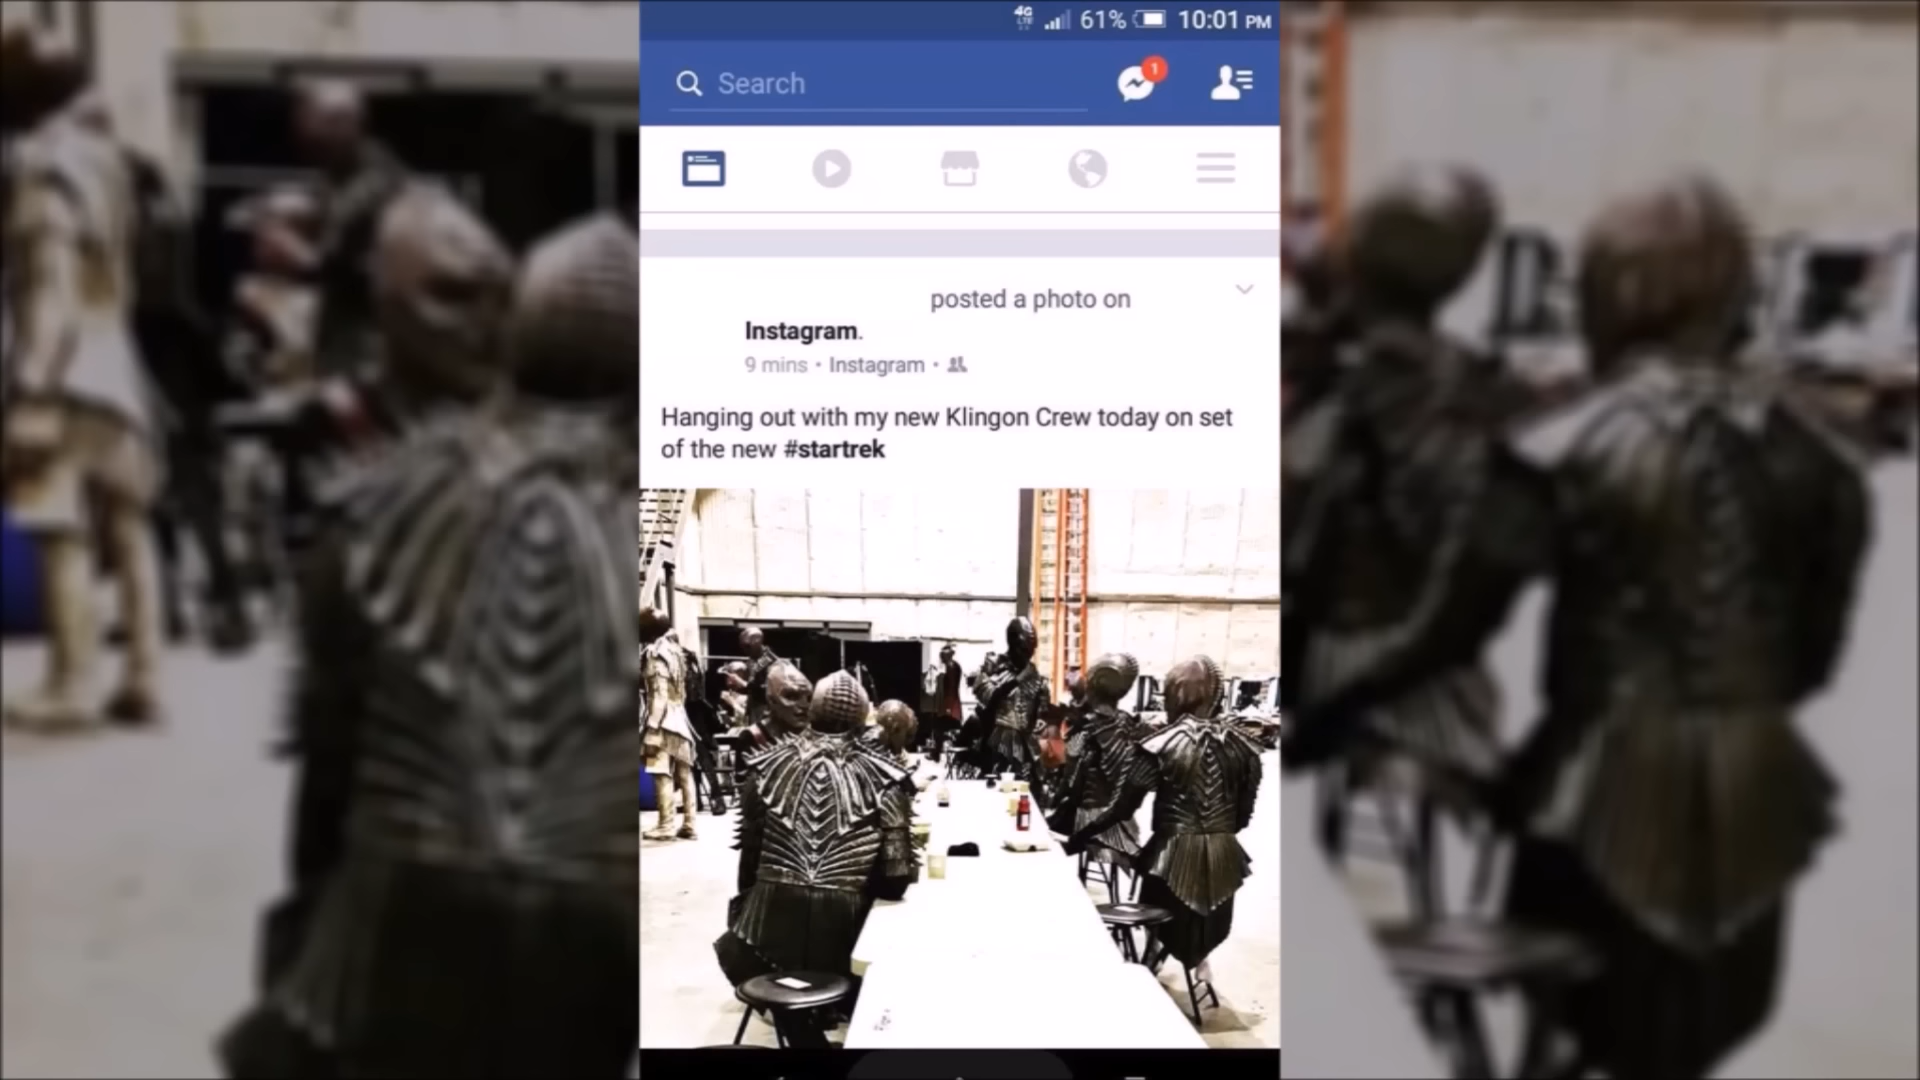 4G LTE 61% 10:01 PM
Search
1
posted a photo on
Instagram.
9 mins • Instagram •
Hanging out with my new Klingon Crew today on set
of the new #startrek